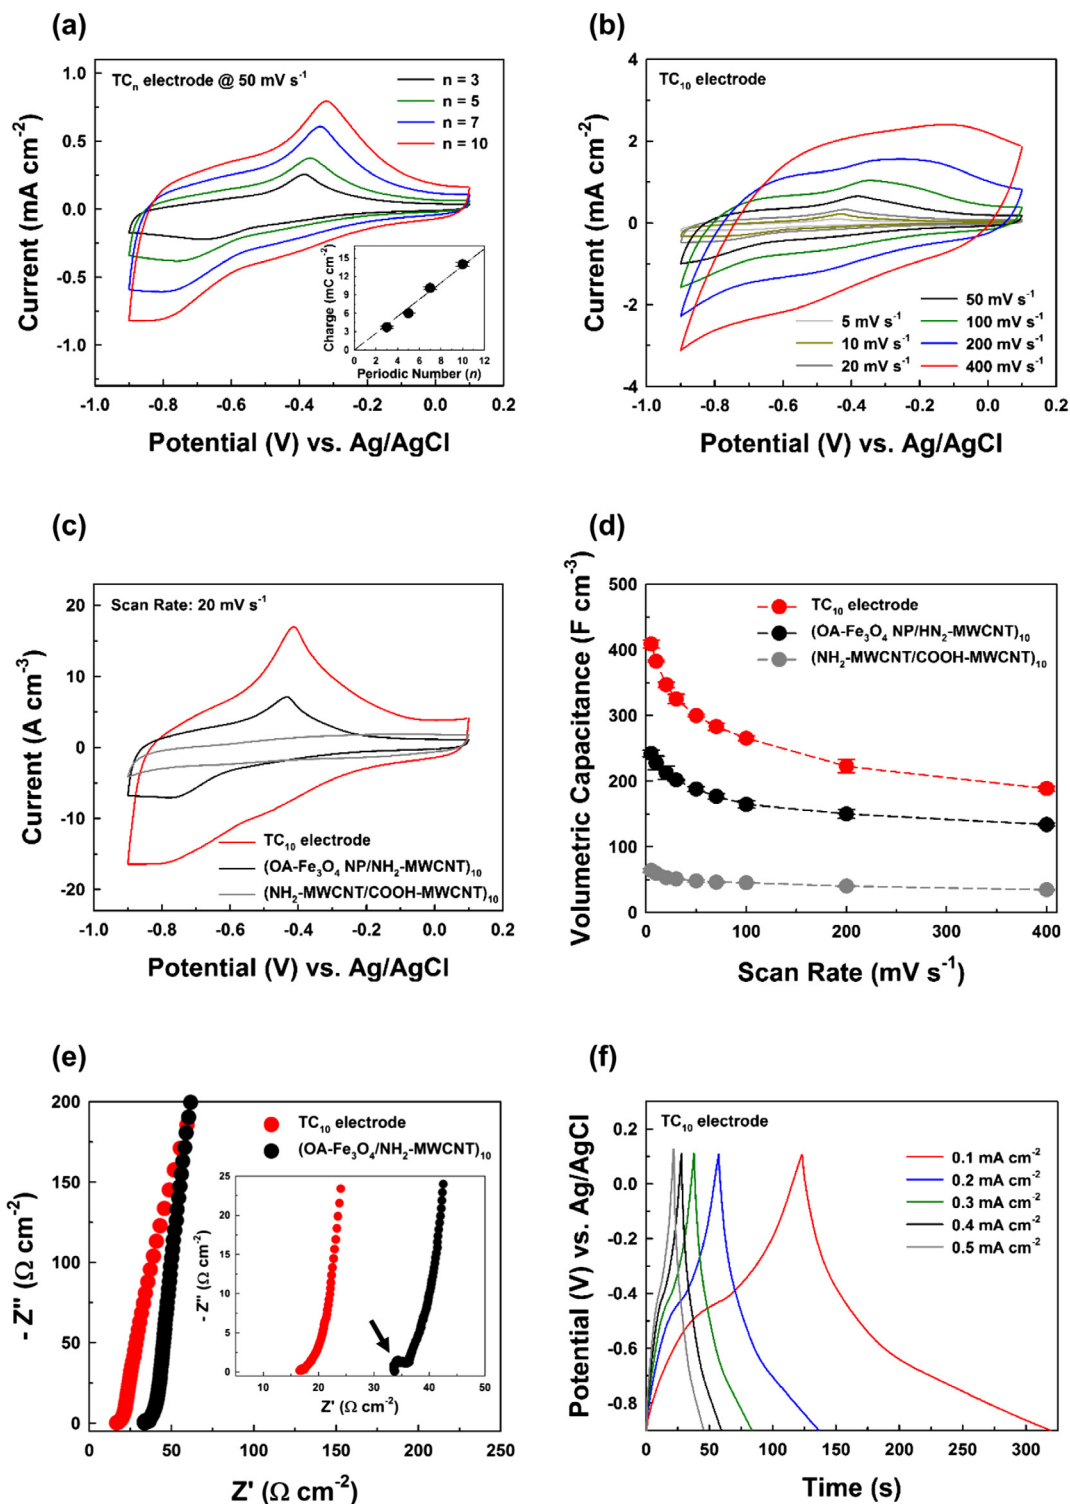 (a)
TCn electrode @ 50 mV s-1
n = 3
n = 5
n = 7
n = 10
1.0
0.5
0.0
-0.5
-1.0
Current (mA cm-2)
-1.0 -0.8 -0.6 -0.4 -0.2 0.0 0.2
Potential (V) vs. Ag/AgCl
Charge (mC cm-2)
15
12
9
6
3
0
0 2 4 6 8 10 12
Periodic Number (n)
(b)
TC10 electrode
4
2
0
-2
-4
Current (mA cm-2)
5 mV s-1
10 mV s-1
20 mV s-1
50 mV s-1
100 mV s-1
200 mV s-1
400 mV s-1
-1.0 -0.8 -0.6 -0.4 -0.2 0.0 0.2
Potential (V) vs. Ag/AgCl
(c)
Scan Rate: 20 mV s-1
20
10
0
-10
-20
Current (A cm-3)
TC10 electrode
(OA-Fe3O4 NP/NH2-MWCNT)10
(NH2-MWCNT/COOH-MWCNT)10
-1.0 -0.8 -0.6 -0.4 -0.2 0.0 0.2
Potential (V) vs. Ag/AgCl
(d)
500
400
300
200
100
0
Volumetric Capacitance (F cm-3)
TC10 electrode
(OA-Fe3O4 NP/HN2-MWCNT)10
(NH2-MWCNT/COOH-MWCNT)10
0 100 200 300 400
Scan Rate (mV s-1)
(e)
200
150
100
50
0
- Z" (Ω cm-2)
TC10 electrode
(OA-Fe3O4/NH2-MWCNT)10
25
20
15
10
5
0
- Z" (Ω cm-2)
10 20 30 40 50
Z' (Ω cm-2)
0 50 100 150 200 250
Z' (Ω cm-2)
(f)
TC10 electrode
0.2
0.0
-0.2
-0.4
-0.6
-0.8
Potential (V) vs. Ag/AgCl
0.1 mA cm-2
0.2 mA cm-2
0.3 mA cm-2
0.4 mA cm-2
0.5 mA cm-2
0 50 100 150 200 250 300
Time (s)